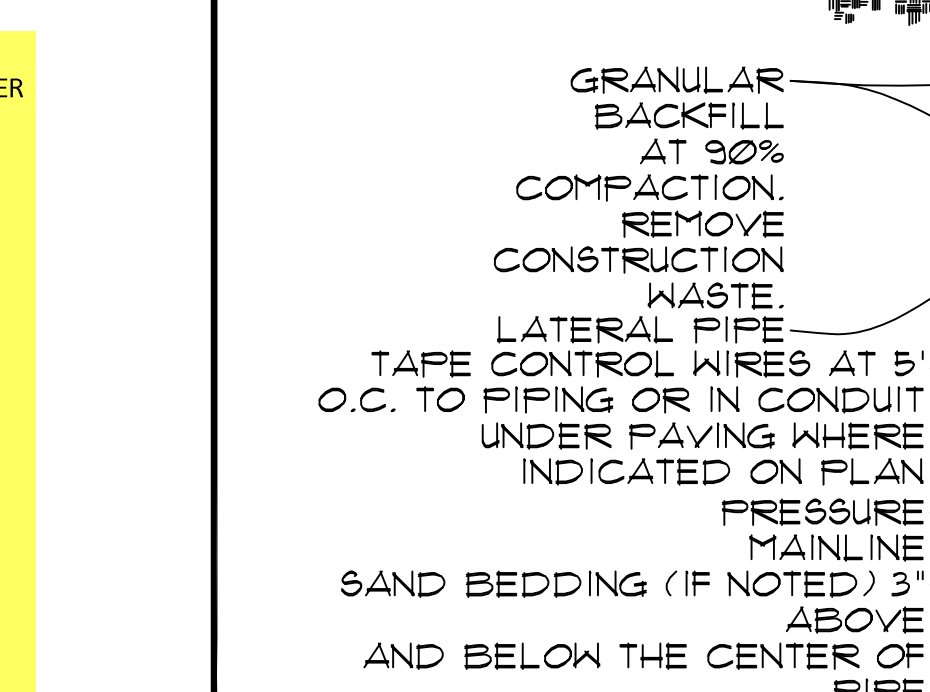 ER
GRANULAR
BACKFILL
AT 90%
COMPACTION.
REMOVE
CONSTRUCTION
WASTE.
LATERAL PIPE
TAPE CONTROL WIRES AT 5'
O.C. TO PIPING OR IN CONDUIT
UNDER PAVING WHERE
INDICATED ON PLAN
PRESSURE
MAINLINE
SAND BEDDING (IF NOTED) 3"
ABOVE
AND BELOW THE CENTER OF
PIPE